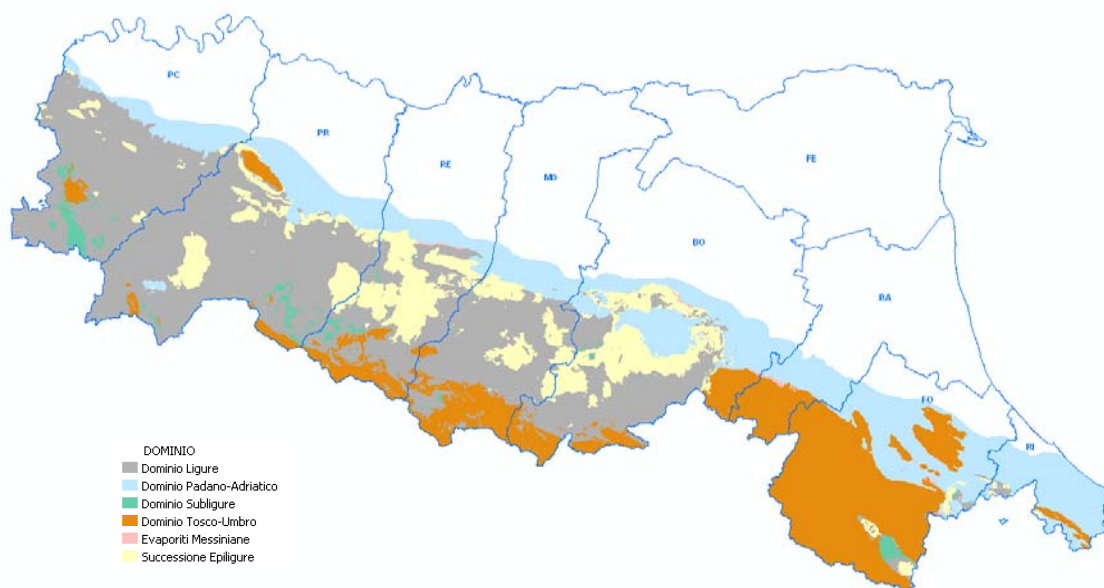 PC
PR
RE
MD
BO
FE
RA
FO
RI
DOMINIO
Dominio Ligure
Dominio Padano-Adriatico
Dominio Subligure
Dominio Tosco-Umbro
Evaporiti Messiniane
Successione Epiligure